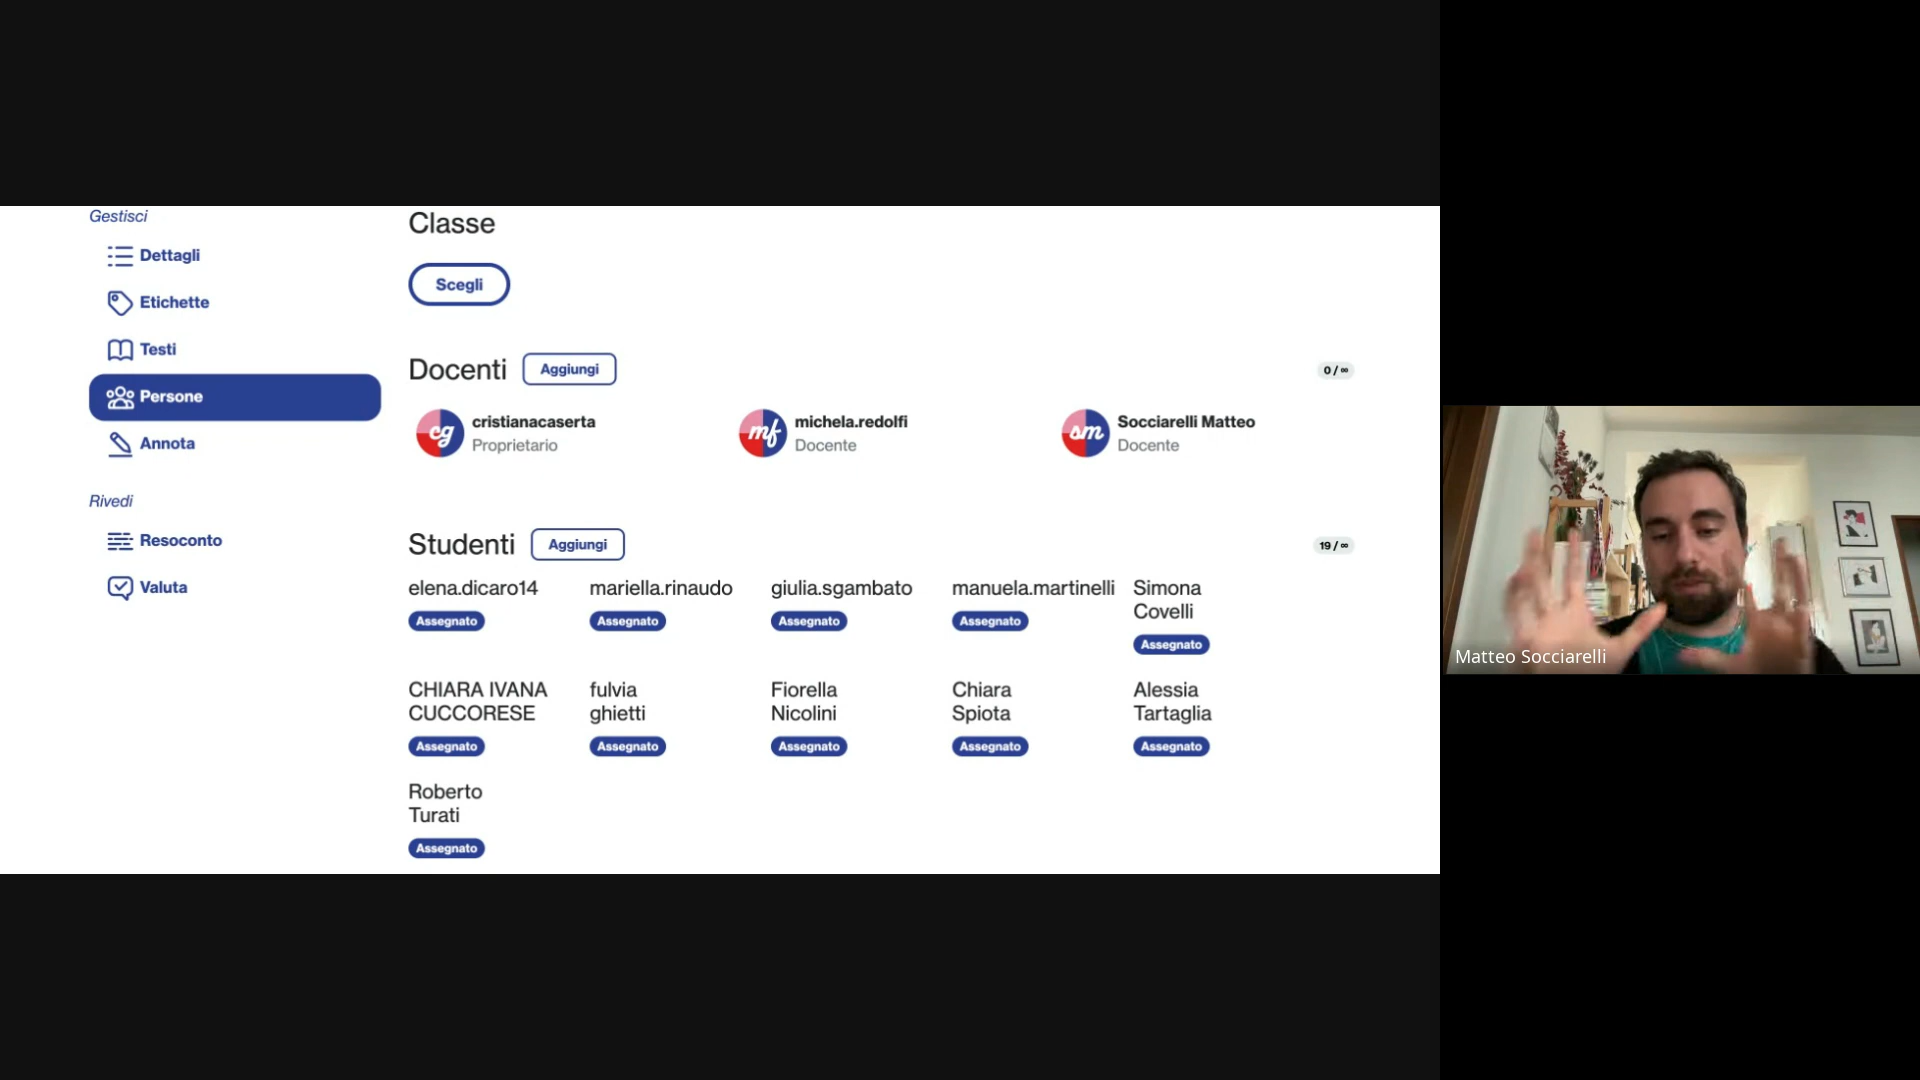 Gestisci
Dettagli
Etichette
Testi
Persone
Annota
Rivedi
Resoconto
Valuta
Classe
Scegli
Docenti
Aggiungi
0 / ∞
cg
cristianacaserta
Proprietario
mf
michela.redolfi
Docente
sm
Socciarelli Matteo
Docente
Studenti
Aggiungi
19 / ∞
elena.dicaro14
Assegnato
mariella.rinaudo
Assegnato
giulia.sgambato
Assegnato
manuela.martinelli
Assegnato
Simona
Covelli
Assegnato
CHIARA IVANA
CUCCORESE
Assegnato
fulvia
ghietti
Assegnato
Fiorella
Nicolini
Assegnato
Chiara
Spiota
Assegnato
Alessia
Tartaglia
Assegnato
Roberto
Turati
Assegnato
Matteo Socciarelli